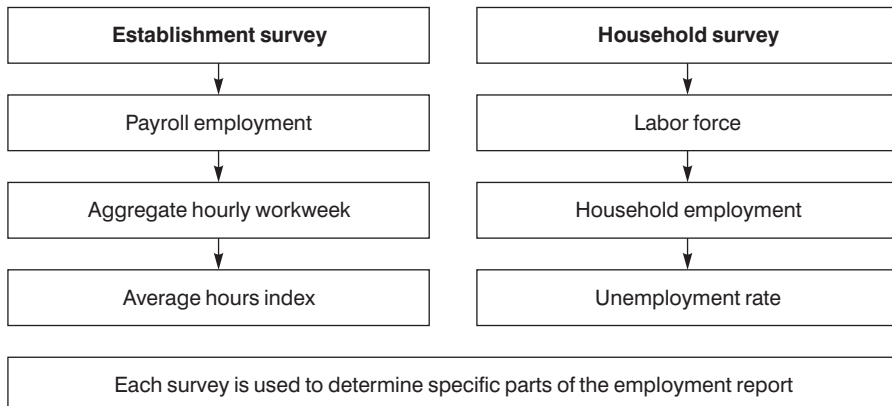 Establishment survey
Payroll employment
Aggregate hourly workweek
Average hours index
Household survey
Labor force
Household employment
Unemployment rate
Each survey is used to determine specific parts of the employment report